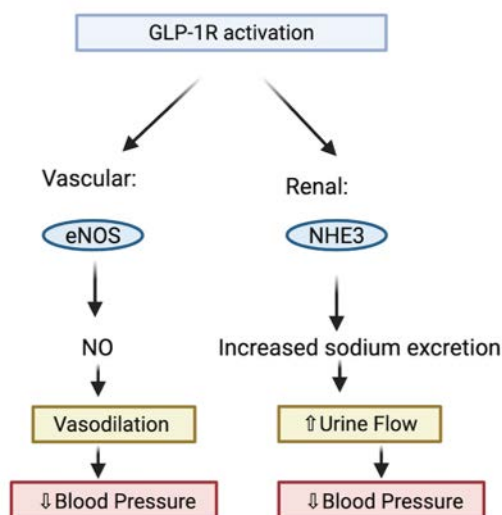 GLP-1R activation
Vascular:
Renal:
eNOS
NHE3
NO
Increased sodium excretion
Vasodilation
⇧Urine Flow
⇩Blood Pressure
⇩Blood Pressure